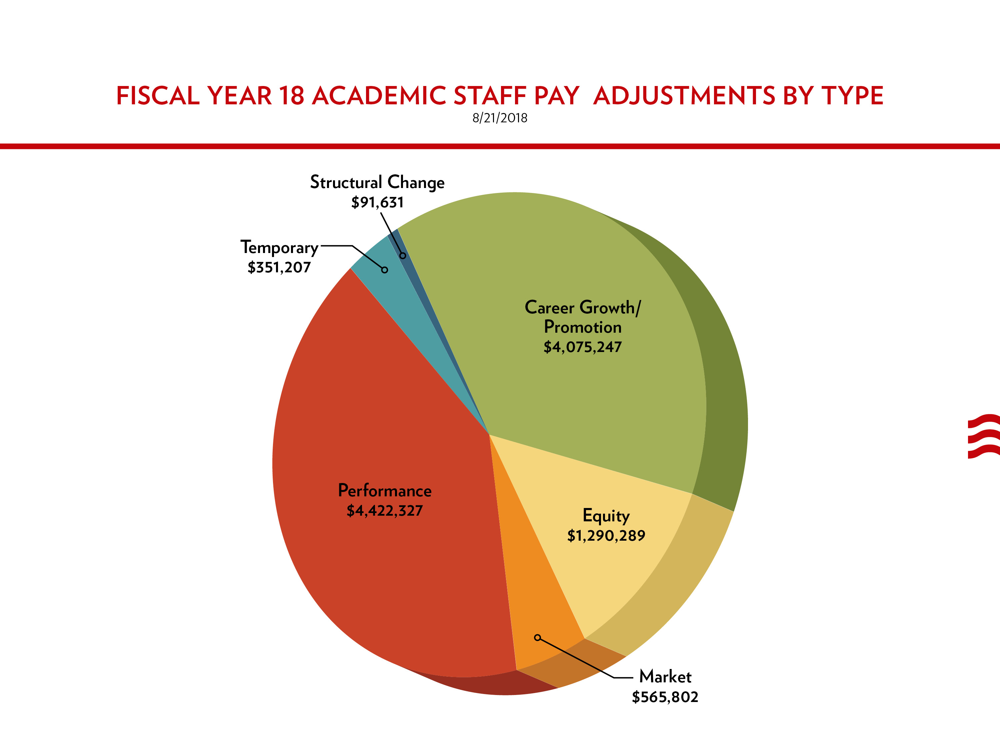 FISCAL YEAR 18 ACADEMIC STAFF PAY ADJUSTMENTS BY TYPE
8/21/2018
Structural Change
$91,631
Temporary
$351,207
Career Growth/
Promotion
$4,075,247
Performance
$4,422,327
Equity
$1,290,289
Market
$565,802